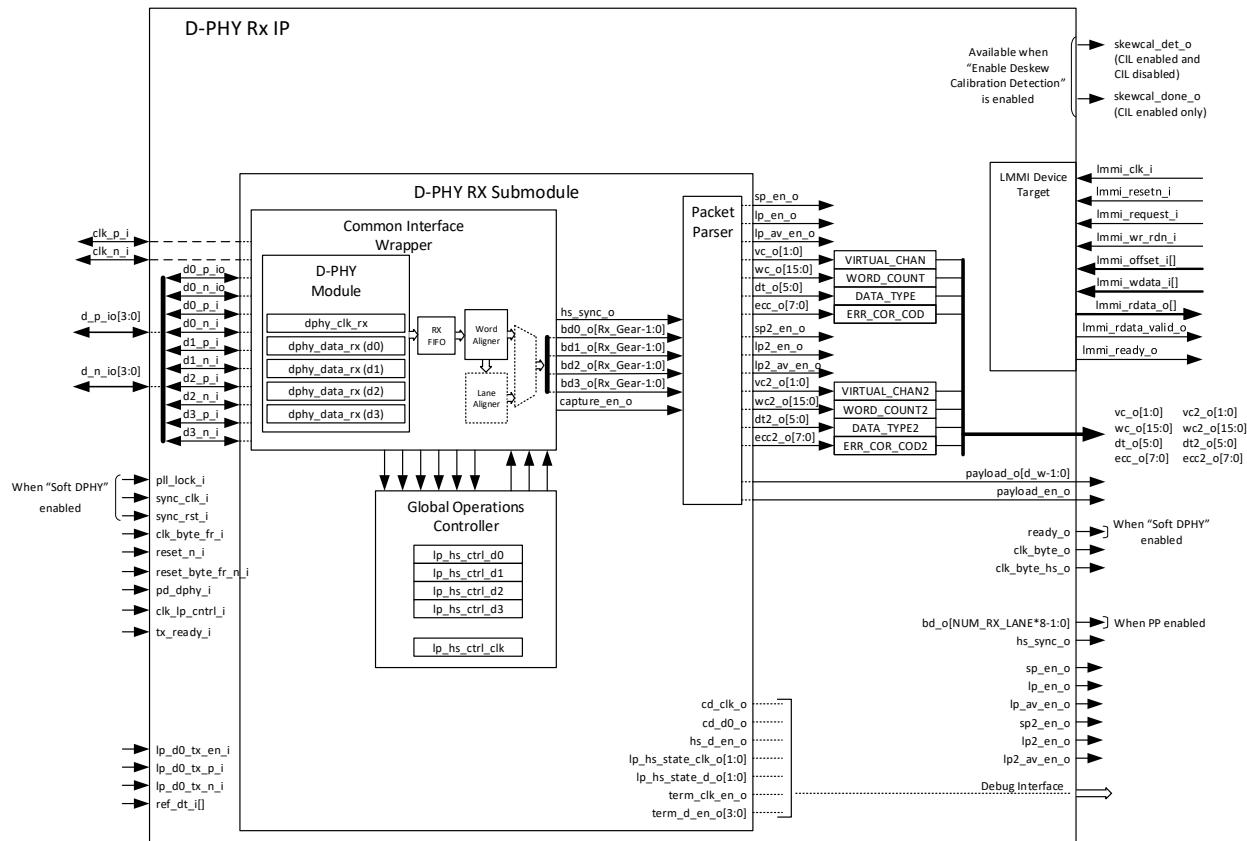 D-PHY Rx IP
Available when
“Enable Deskew
Calibration Detection”
is enabled
skewcal_det_o
(CIL enabled and
CIL disabled)
skewcal_done_o
(CIL enabled only)
LMMI Device
Target
lmmi_clk_i
lmmi_resetn_i
lmmi_request_i
lmmi_wr_rdn_i
lmmi_offset_i[]
lmmi_wdata_i[]
lmmi_rdata_o[]
lmmi_rdata_valid_o
lmmi_ready_o
D-PHY RX Submodule
Common Interface
Wrapper
clk_p_i
clk_n_i
d_p_io[3:0]
d_n_io[3:0]
d0_p_io
d0_n_io
d0_p_i
d0_n_i
d1_p_i
d1_n_i
d2_p_i
d2_n_i
d3_p_i
d3_n_i
D-PHY
Module
dphy_clk_rx
dphy_data_rx (d0)
dphy_data_rx (d1)
dphy_data_rx (d2)
dphy_data_rx (d3)
RX
FIFO
Word
Aligner
Lane
Aligner
hs_sync_o
bd0_o[Rx_Gear-1:0]
bd1_o[Rx_Gear-1:0]
bd2_o[Rx_Gear-1:0]
bd3_o[Rx_Gear-1:0]
capture_en_o
Packet
Parser
sp_en_o
lp_en_o
lp_av_en_o
vc_o[1:0]
wc_o[15:0]
dt_o[5:0]
ecc_o[7:0]
sp2_en_o
lp2_en_o
lp2_av_en_o
vc2_o[1:0]
wc2_o[15:0]
dt2_o[5:0]
ecc2_o[7:0]
VIRTUAL_CHAN
WORD_COUNT
DATA_TYPE
ERR_COR_COD
VIRTUAL_CHAN2
WORD_COUNT2
DATA_TYPE2
ERR_COR_COD2
vc_o[1:0] vc2_o[1:0]
wc_o[15:0] wc2_o[15:0]
dt_o[5:0] dt2_o[5:0]
ecc_o[7:0] ecc2_o[7:0]
payload_o[d_w-1:0]
payload_en_o
When “Soft DPHY”
enabled
pll_lock_i
sync_clk_i
sync_rst_i
clk_byte_fr_i
reset_n_i
reset_byte_fr_n_i
pd_dphy_i
clk_lp_cntrl_i
tx_ready_i
Global Operations
Controller
lp_hs_ctrl_d0
lp_hs_ctrl_d1
lp_hs_ctrl_d2
lp_hs_ctrl_d3
lp_hs_ctrl_clk
ready_o
clk_byte_o
clk_byte_hs_o
When “Soft DPHY”
enabled
bd_o[NUM_RX_LANE*8-1:0]
When PP enabled
hs_sync_o
sp_en_o
lp_en_o
lp_av_en_o
sp2_en_o
lp2_en_o
lp2_av_en_o
lp_d0_tx_en_i
lp_d0_tx_p_i
lp_d0_tx_n_i
ref_dt_i[]
cd_clk_o
cd_d0_o
hs_d_en_o
lp_hs_state_clk_o[1:0]
lp_hs_state_d_o[1:0]
term_clk_en_o
term_d_en_o[3:0]
Debug Interface